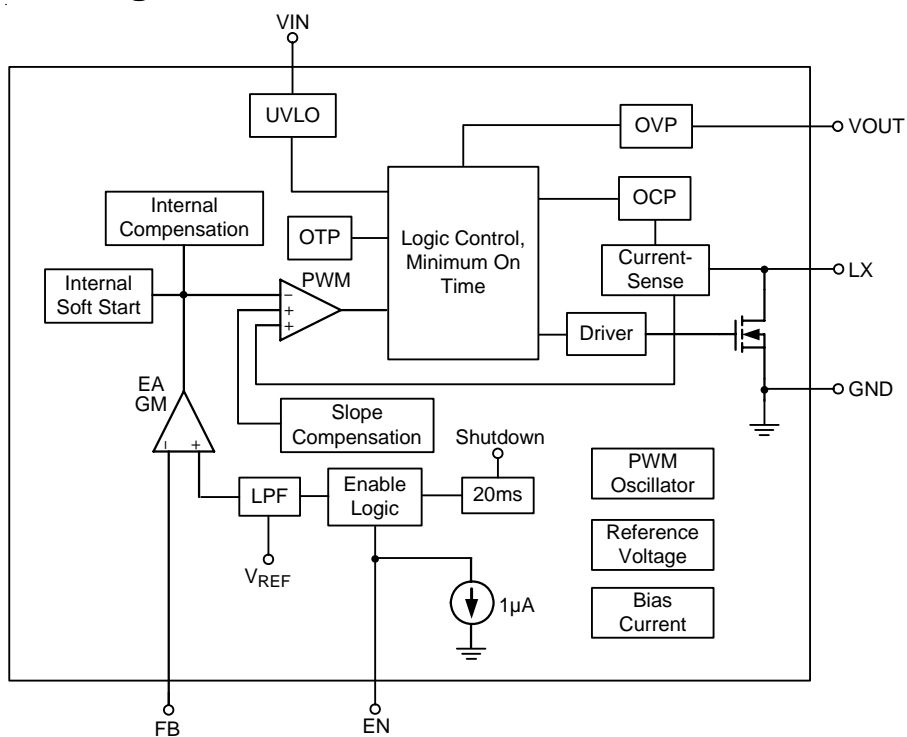 VIN
UVLO
OVP
VOUT
Internal
Compensation
OTP
Logic Control,
Minimum On
Time
OCP
Internal
Soft Start
PWM
Current-
Sense
LX
−
+
+
Driver
EA
GM
GND
Slope
Compensation
− +
Shutdown
LPF
Enable
Logic
20ms
PWM
Oscillator
VREF
Reference
Voltage
1µA
Bias
Current
FB
EN